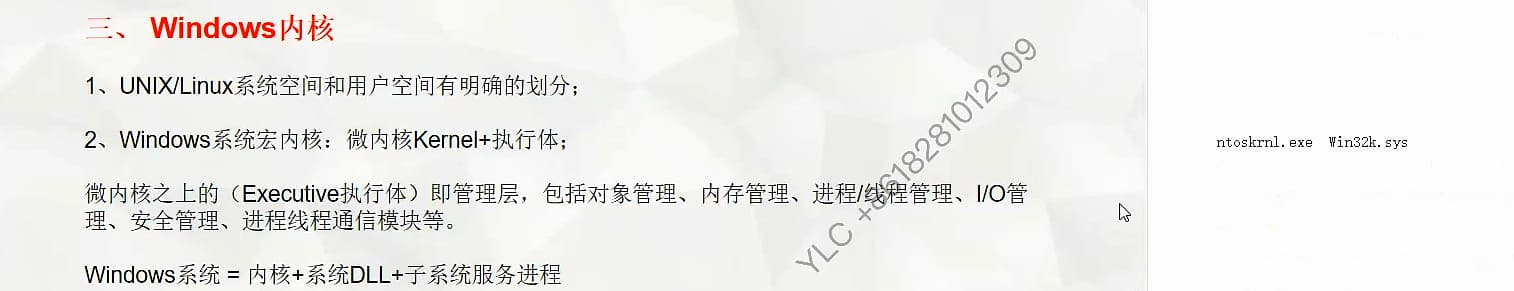 三、 Windows内核
1、UNIX/Linux系统空间和用户空间有明确的划分；
2、Windows系统宏内核：微内核Kernel+执行体；
微内核之上的（Executive执行体）即管理层，包括对象管理、内存管理、进程/线程管理、I/O管
理、安全管理、进程线程通信模块等。
Windows系统 = 内核+系统DLL+子系统服务进程
YLC +8618281012309
ntoskrnl.exe Win32k.sys